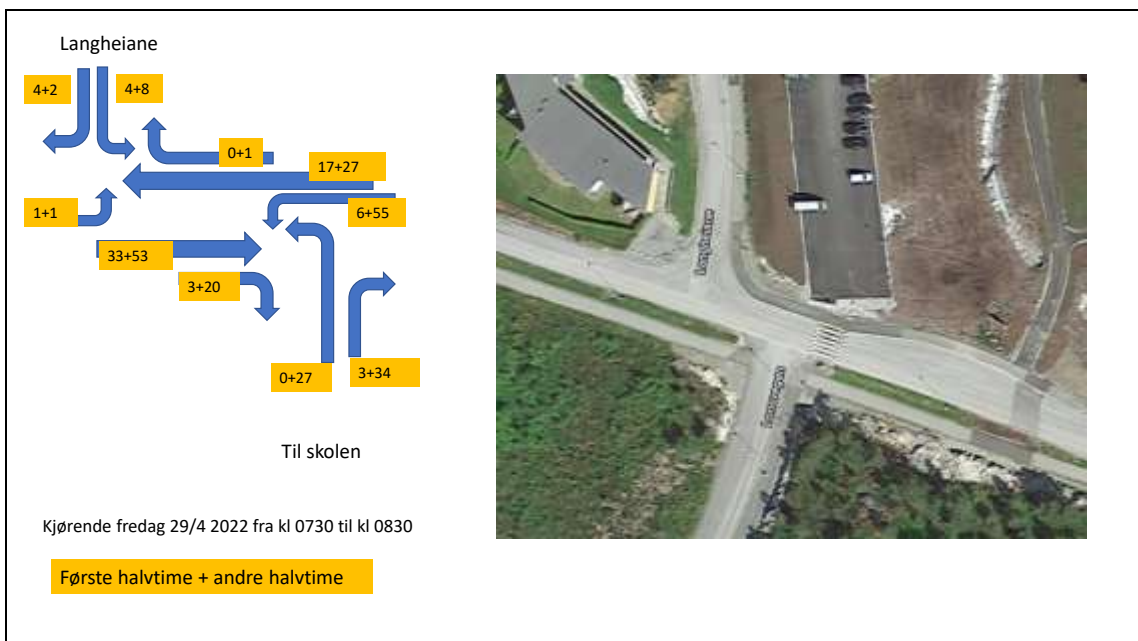 Langheiane
4+2
4+8
0+1
17+27
1+1
6+55
33+53
3+20
0+27
3+34
Til skolen
Kjørende fredag 29/4 2022 fra kl 0730 til kl 0830
Første halvtime + andre halvtime